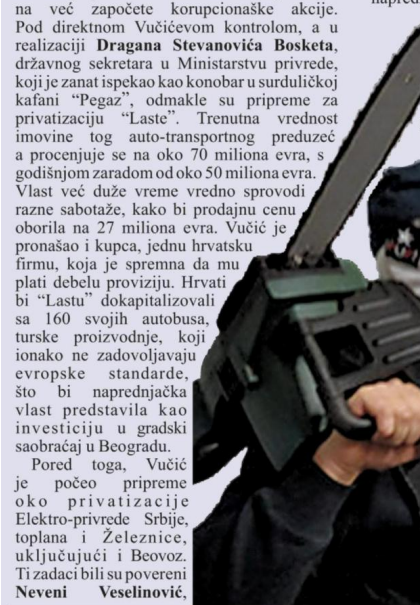 na već započete korupcionaške akcije.
Pod direktnom Vučićevom kontrolom, a u
realizaciji Dragana Stevanovića Bosketa,
državnog sekretara u Ministarstvu privrede,
koji je zanat ispekao kao konobar u surduličkoj
kafani “Pegaz”, odmakle su pripreme za
privatizaciju “Laste”. Trenutna vrednost
imovine tog auto-transportnog preduzeć
a procenjuje se na oko 70 miliona evra, s
godišnjom zaradom od oko 50 miliona evra.
Vlast već duže vreme vredno sprovodi
razne sabotaže, kako bi prodajnu cenu
oborila na 27 miliona evra. Vučić je
pronašao i kupca, jednu hrvatsku
firmu, koja je spremna da mu
plati debelu proviziju. Hrvati
bi “Lastu” dokapitalizovali
sa 160 svojih autobusa,
turske proizvodnje, koji
ionako ne zadovoljavaju
evropske standarde,
što bi naprednjačka
vlast predstavila kao
investiciju u gradski
saobraćaj u Beogradu.
Pored toga, Vučić
je počeo pripreme
oko privatizacije
Elektro-privrede Srbije,
toplana i Železnice,
uključujući i Beovoz.
Ti zadaci bili su povereni
Neveni Veselinović,